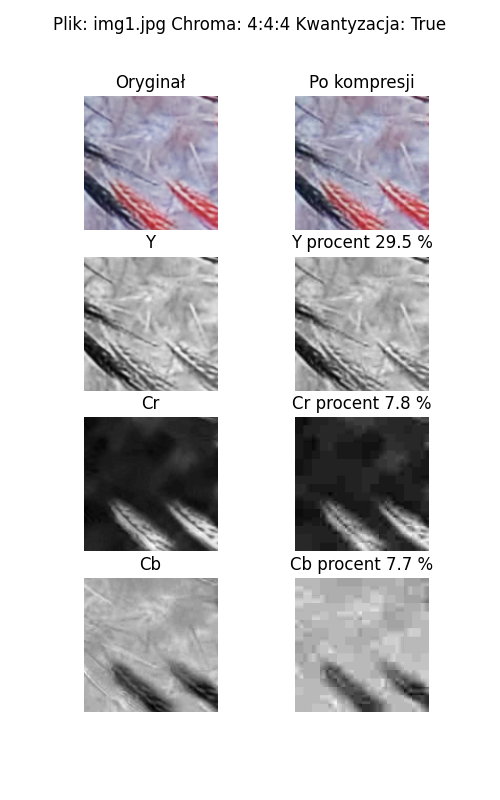 Plik: img1.jpg Chroma: 4:4:4 Kwantyzacja: True
Oryginał Po kompresji
Y Y procent 29.5 %
Cr Cr procent 7.8 %
Cb Cb procent 7.7 %